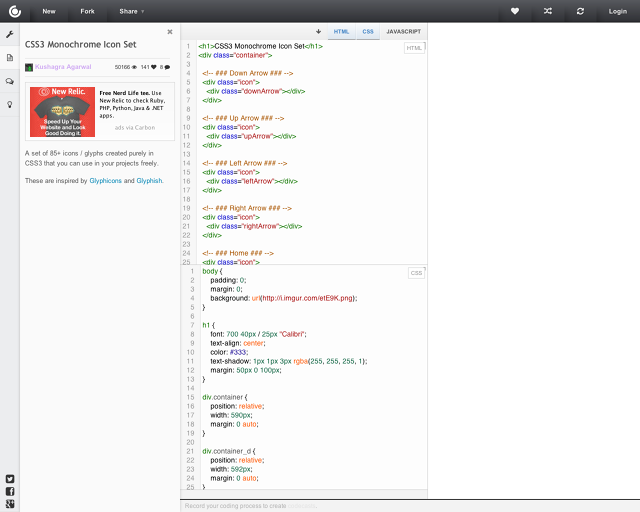 New Fork Share Login
HTML CSS JAVASCRIPT
CSS3 Monochrome Icon Set
Kushagra Agarwal 50166 141 8
New Relic.
Speed Up Your
Website and Look
Good Doing it.
Free Nerd Life tee. Use
New Relic to check Ruby,
PHP, Python, Java & .NET
apps.
ads via Carbon
A set of 85+ icons / glyphs created purely in
CSS3 that you can use in your projects freely.
These are inspired by Glyphicons and Glyphish.
HTML
1 <h1>CSS3 Monochrome Icon Set</h1>
2 <div class="container">
3
4 <!-- ### Down Arrow ### -->
5 <div class="icon">
6 <div class="downArrow"></div>
7 </div>
8
9 <!-- ### Up Arrow ### -->
10 <div class="icon">
11 <div class="upArrow"></div>
12 </div>
13
14 <!-- ### Left Arrow ### -->
15 <div class="icon">
16 <div class="leftArrow"></div>
17 </div>
18
19 <!-- ### Right Arrow ### -->
20 <div class="icon">
21 <div class="rightArrow"></div>
22 </div>
23
24 <!-- ### Home ### -->
25 <div class="icon">
CSS
1 body {
2 padding: 0;
3 margin: 0;
4 background: url(http://i.imgur.com/etE9K.png);
5 }
6
7 h1 {
8 font: 700 40px / 25px "Calibri";
9 text-align: center;
10 color: #333;
11 text-shadow: 1px 1px 3px rgba(255, 255, 255, 1);
12 margin: 50px 0 100px;
13 }
14
15 div.container {
16 position: relative;
17 width: 590px;
18 margin: 0 auto;
19 }
20
21 div.container_d {
22 position: relative;
23 width: 592px;
24 margin: 0 auto;
25 }
Record your coding process to create